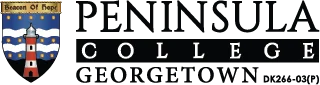 Beacon Of Hope
PENINSULA
COLLEGE
GEORGETOWN DK266-03(P)